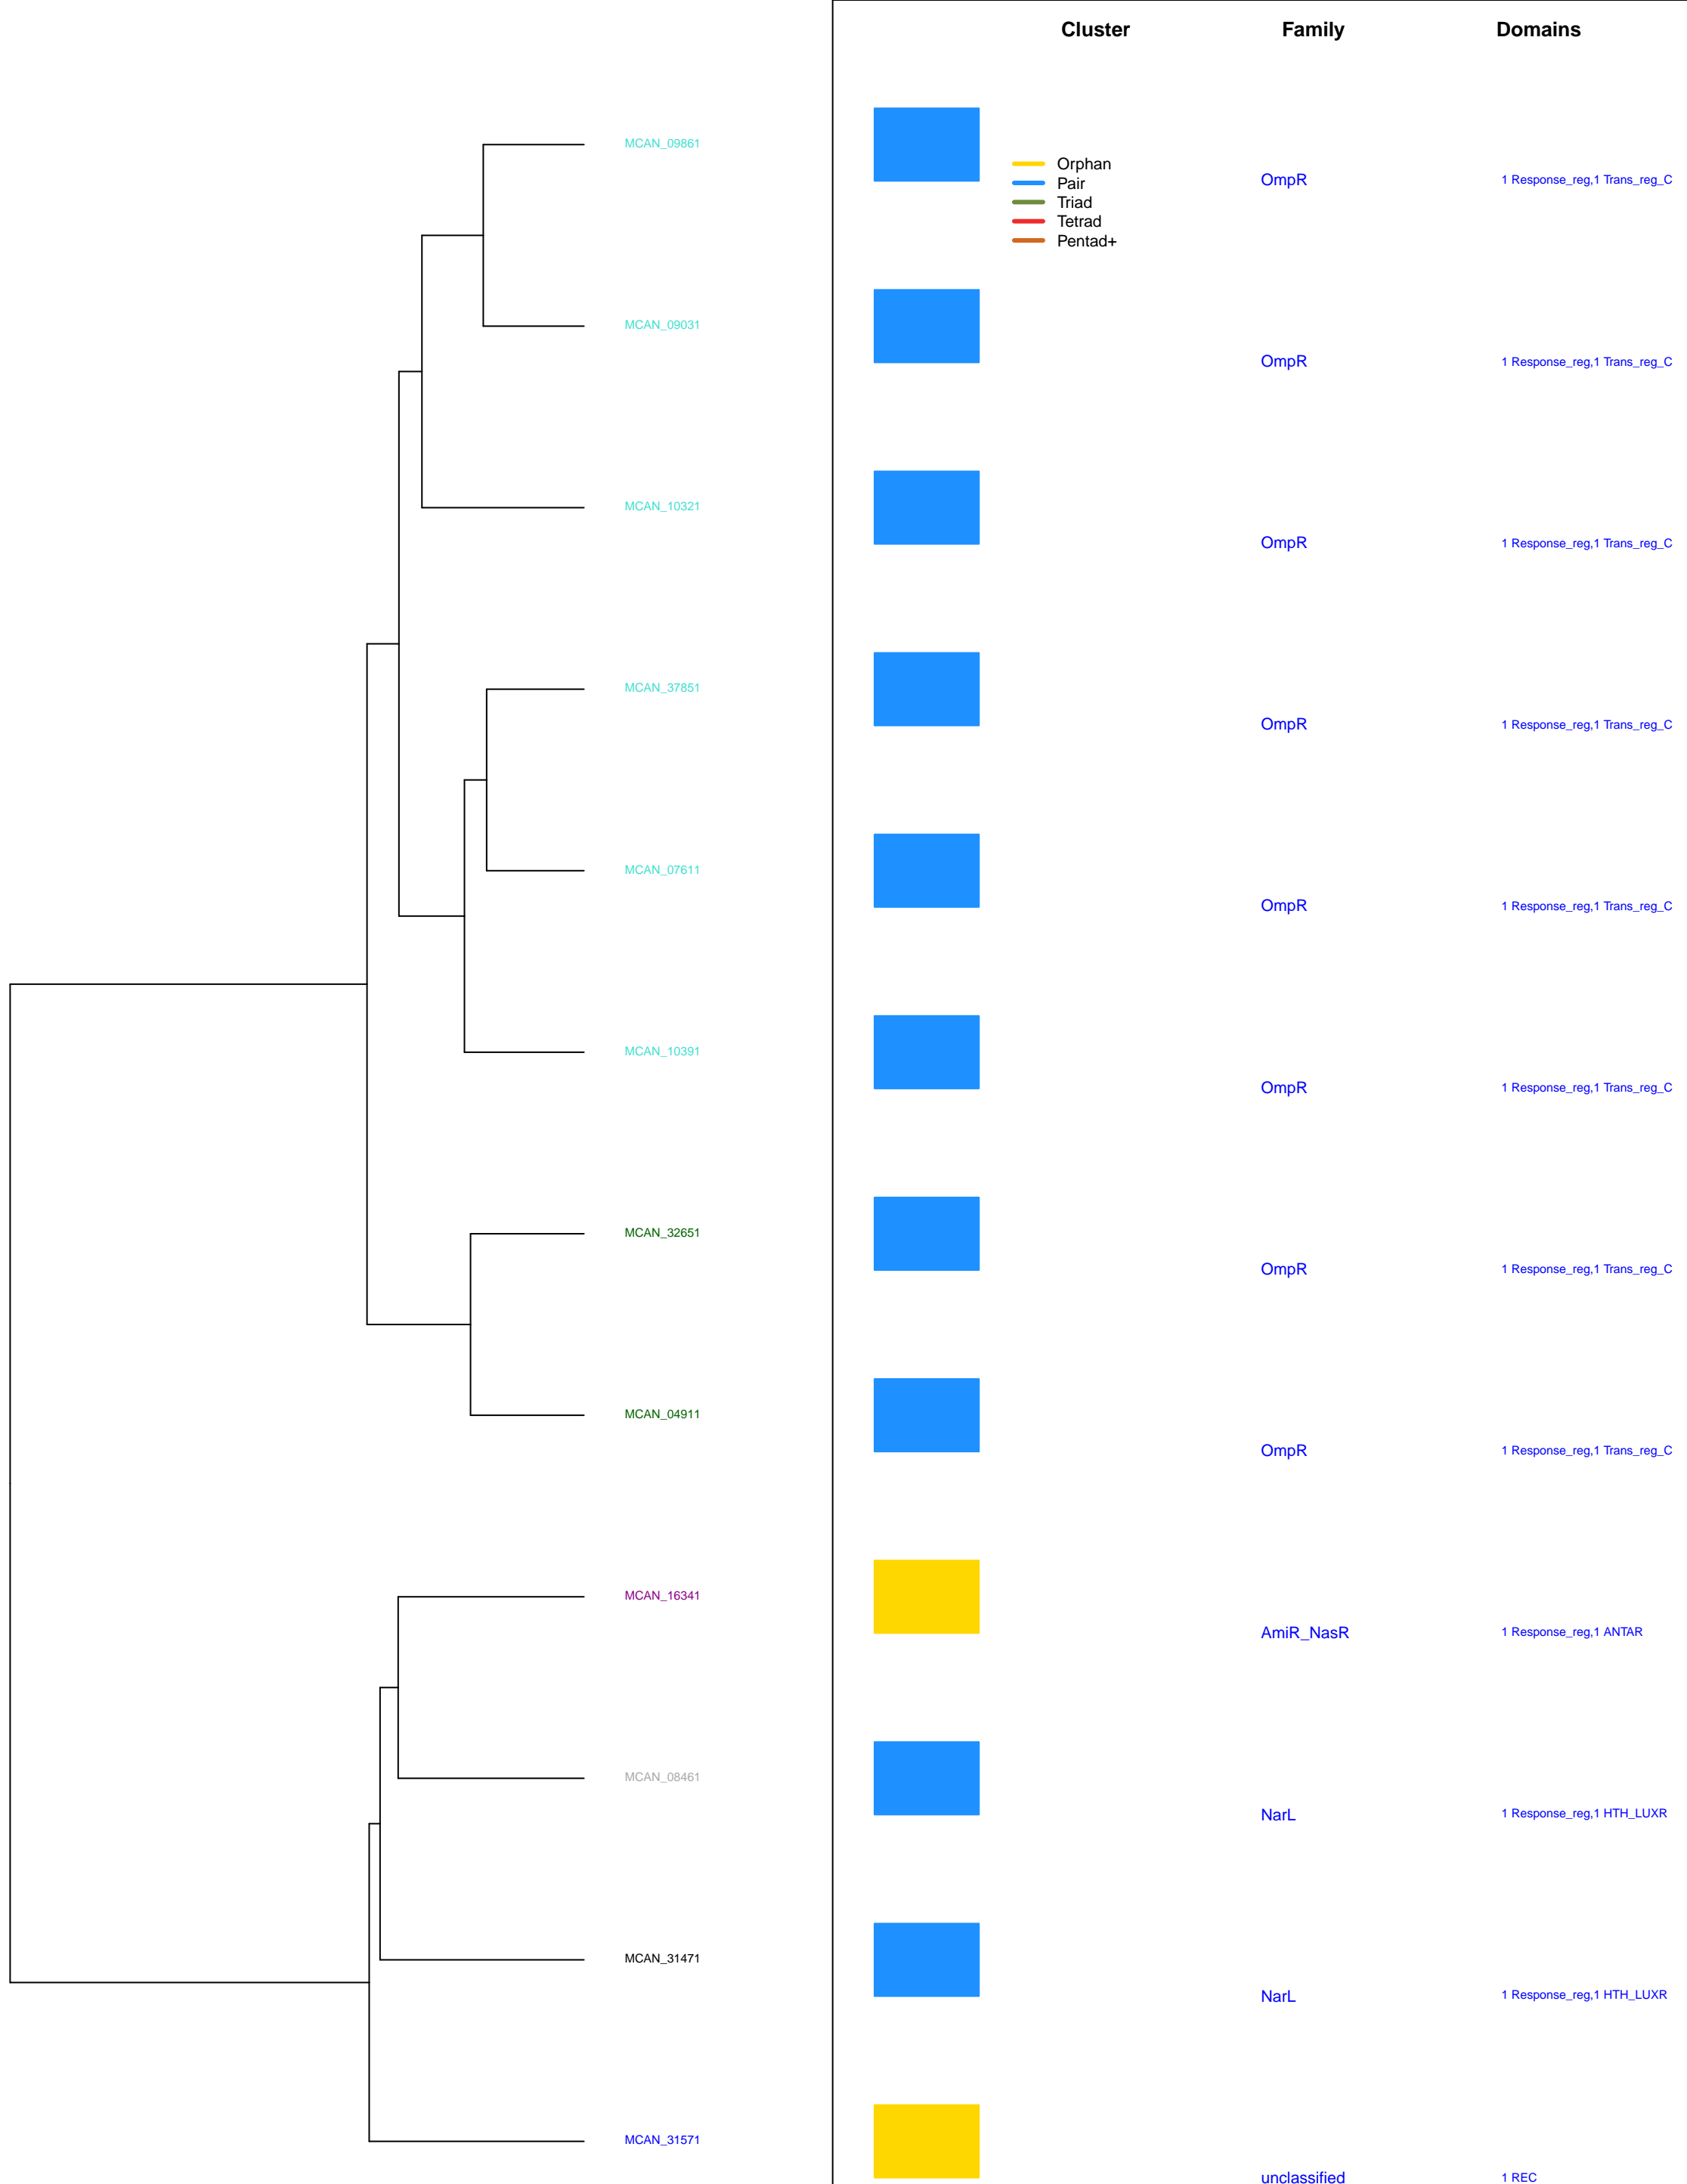 Cluster Family Domains
MCAN_09861
Orphan
Pair
Triad
Tetrad
Pentad+
OmpR 1 Response_reg,1 Trans_reg_C
MCAN_09031
OmpR 1 Response_reg,1 Trans_reg_C
MCAN_10321
OmpR 1 Response_reg,1 Trans_reg_C
MCAN_37851
OmpR 1 Response_reg,1 Trans_reg_C
MCAN_07611
OmpR 1 Response_reg,1 Trans_reg_C
MCAN_10391
OmpR 1 Response_reg,1 Trans_reg_C
MCAN_32651
OmpR 1 Response_reg,1 Trans_reg_C
MCAN_04911
OmpR 1 Response_reg,1 Trans_reg_C
MCAN_16341
AmiR_NasR 1 Response_reg,1 ANTAR
MCAN_08461
NarL 1 Response_reg,1 HTH_LUXR
MCAN_31471
NarL 1 Response_reg,1 HTH_LUXR
MCAN_31571
unclassified 1 REC